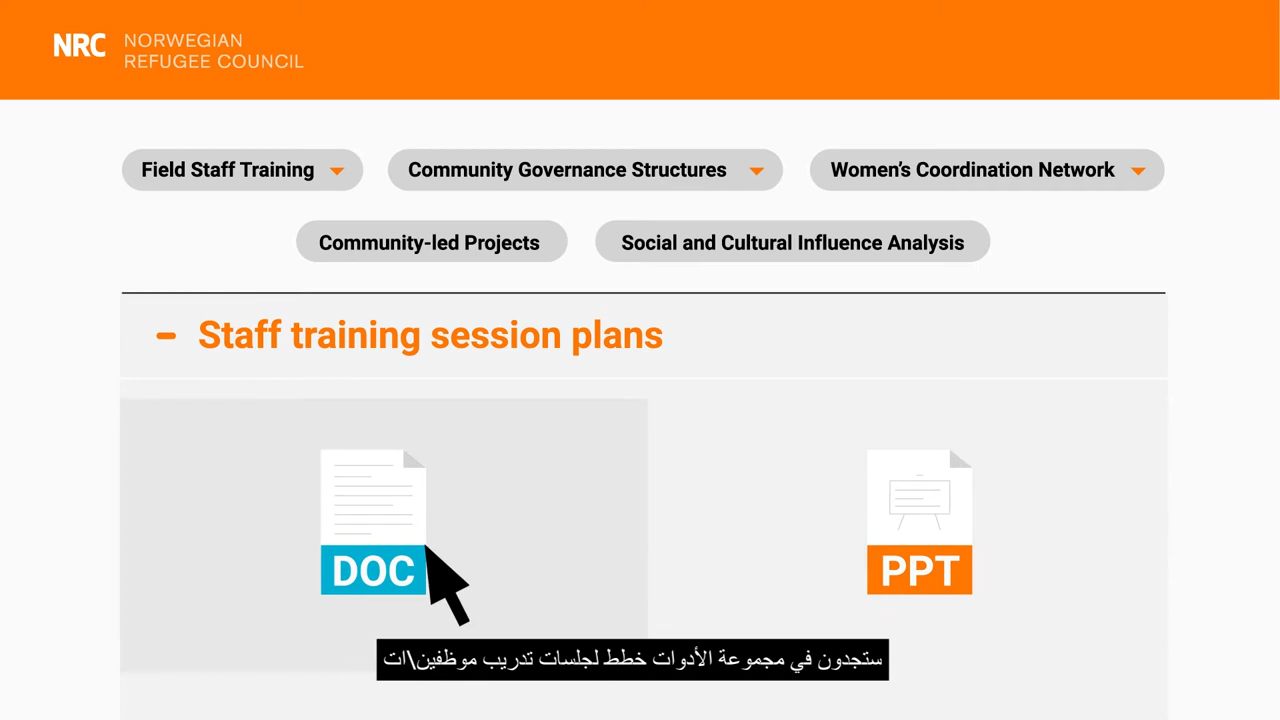 NRC
NORWEGIAN
REFUGEE COUNCIL
Field Staff Training
Community Governance Structures
Women's Coordination Network
Community-led Projects
Social and Cultural Influence Analysis
Staff training session plans
DOC
PPT
ستجدون في مجموعة الأدوات خطط لجلسات تدريب موظفين\ات